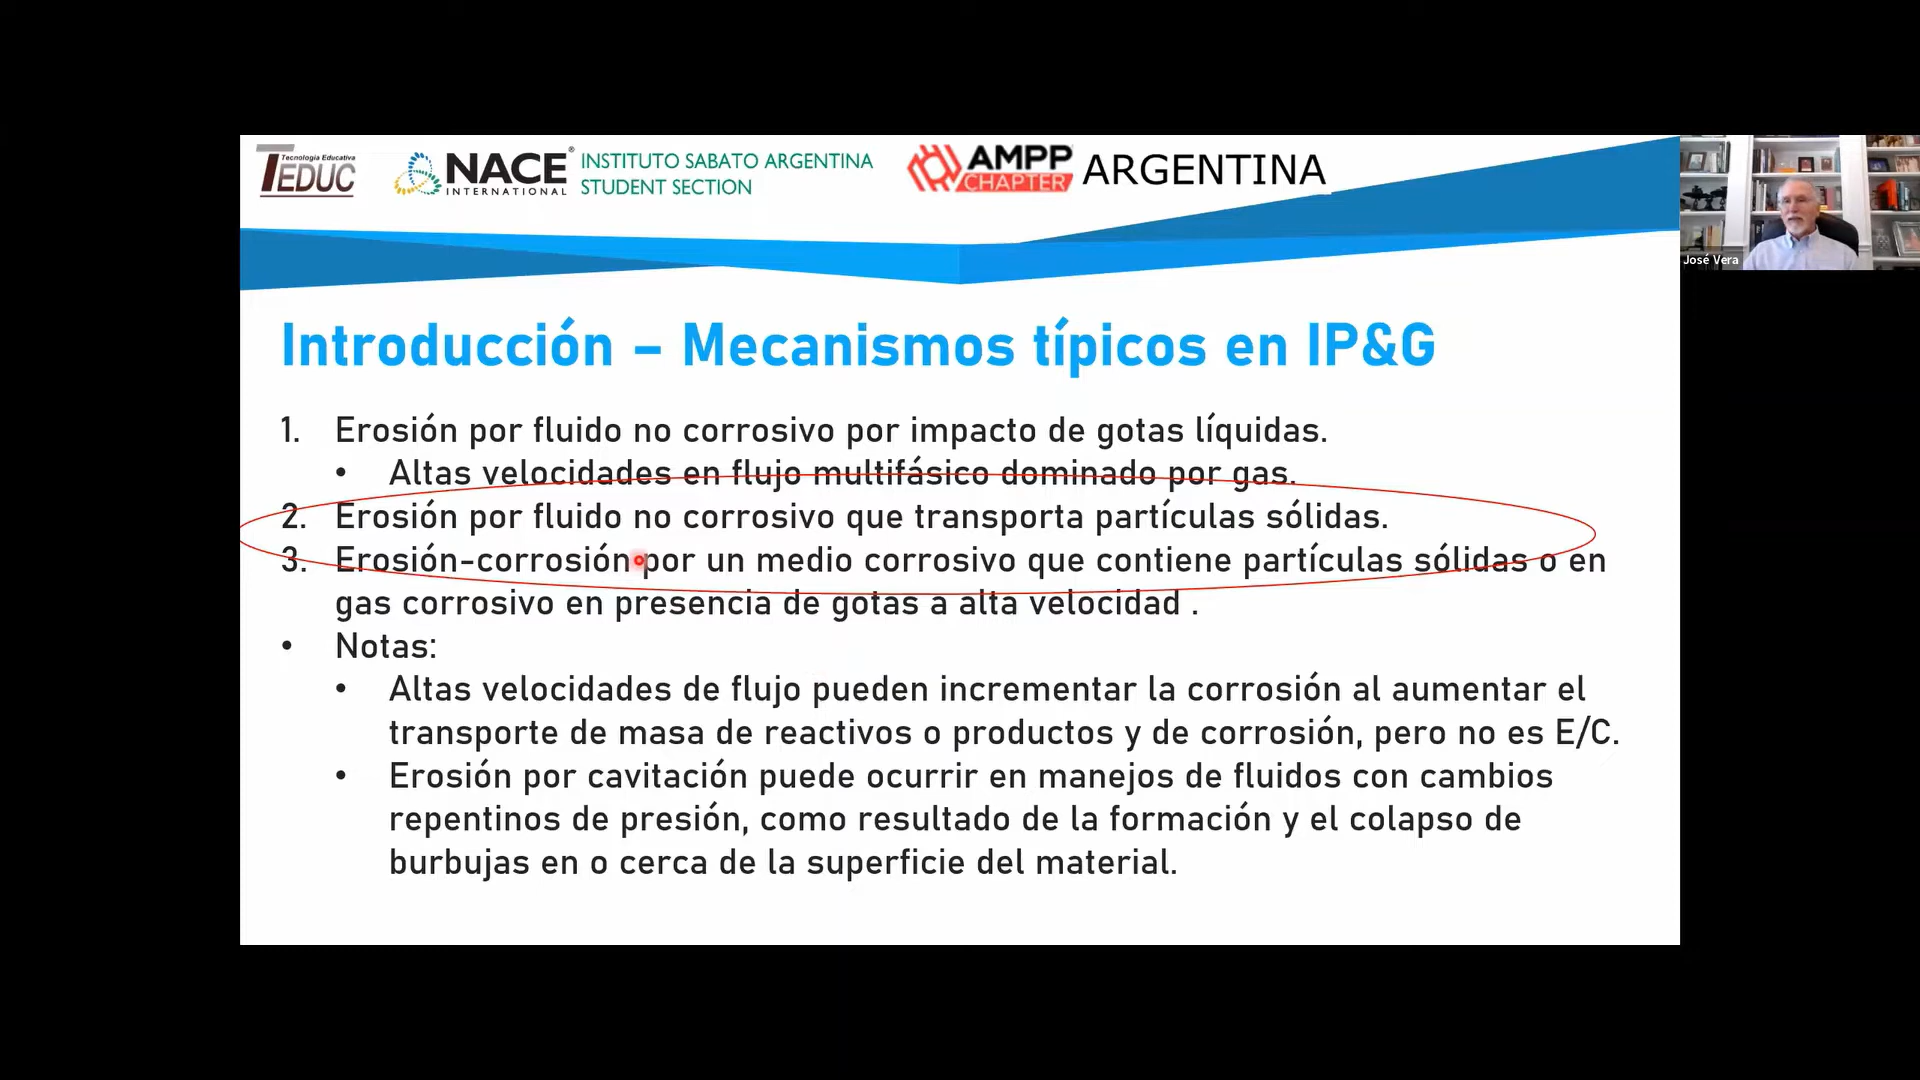 Tecnología Educativa
TEDUC
NACE®
INTERNATIONAL
INSTITUTO SABATO ARGENTINA
STUDENT SECTION
AMPP
CHAPTER
ARGENTINA
José Vera
Introducción – Mecanismos típicos en IP&G
1. Erosión por fluido no corrosivo por impacto de gotas líquidas.
• Altas velocidades en flujo multifásico dominado por gas.
2. Erosión por fluido no corrosivo que transporta partículas sólidas.
3. Erosión-corrosión por un medio corrosivo que contiene partículas sólidas o en
gas corrosivo en presencia de gotas a alta velocidad .
• Notas:
• Altas velocidades de flujo pueden incrementar la corrosión al aumentar el
transporte de masa de reactivos o productos y de corrosión, pero no es E/C.
• Erosión por cavitación puede ocurrir en manejos de fluidos con cambios
repentinos de presión, como resultado de la formación y el colapso de
burbujas en o cerca de la superficie del material.